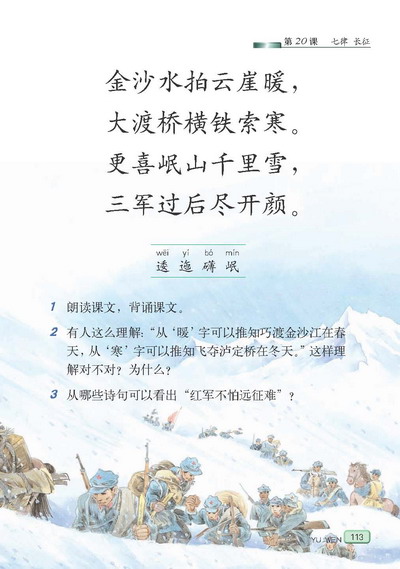 第20课 七律 长征
金沙水拍云崖暖，
大渡桥横铁索寒。
更喜岷山千里雪，
三军过后尽开颜。
wēi yí bó mín
逶 迤 礴 岷
1 朗读课文，背诵课文。
2 有人这么理解：“从‘暖’字可以推知巧渡金沙江在春
天，从‘寒’字可以推知飞夺泸定桥在冬天。”这样理
解对不对？为什么？
3 从哪些诗句可以看出“红军不怕远征难”？
YU WEN 113